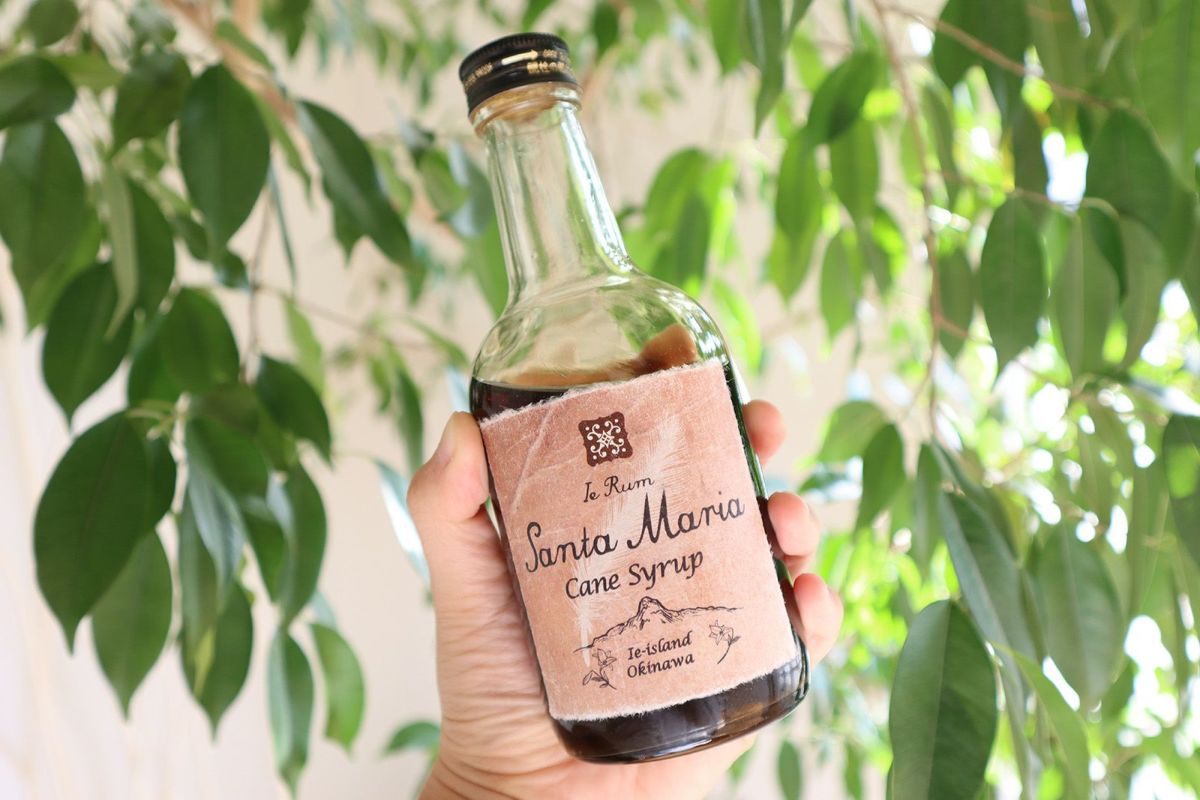 Ie Rum
Santa Maria
Cane Syrup
Ie-island
Okinawa